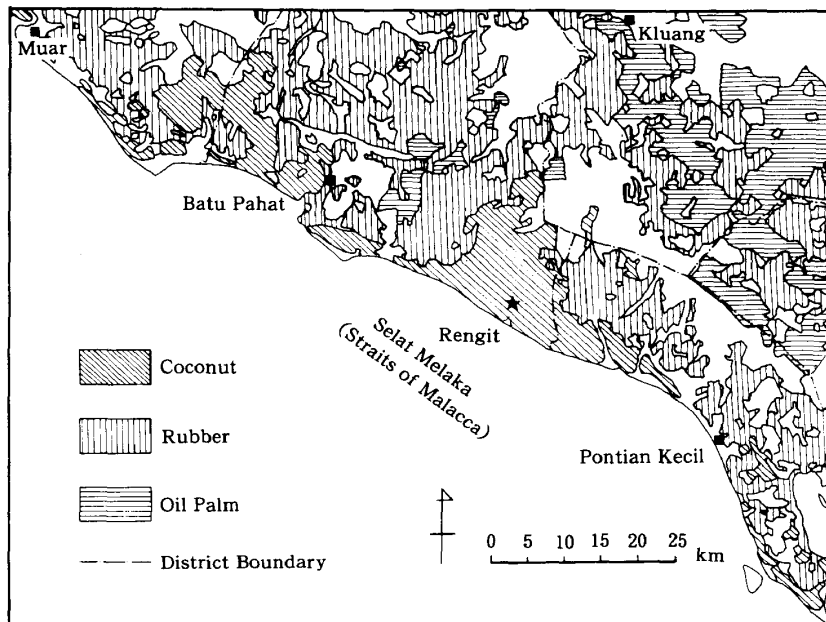 Muar
Kluang
Batu Pahat
Rengit
Selat Melaka
(Straits of Malacca)
Pontian Kecil
Coconut
Rubber
Oil Palm
District Boundary
0 5 10 15 20 25
km